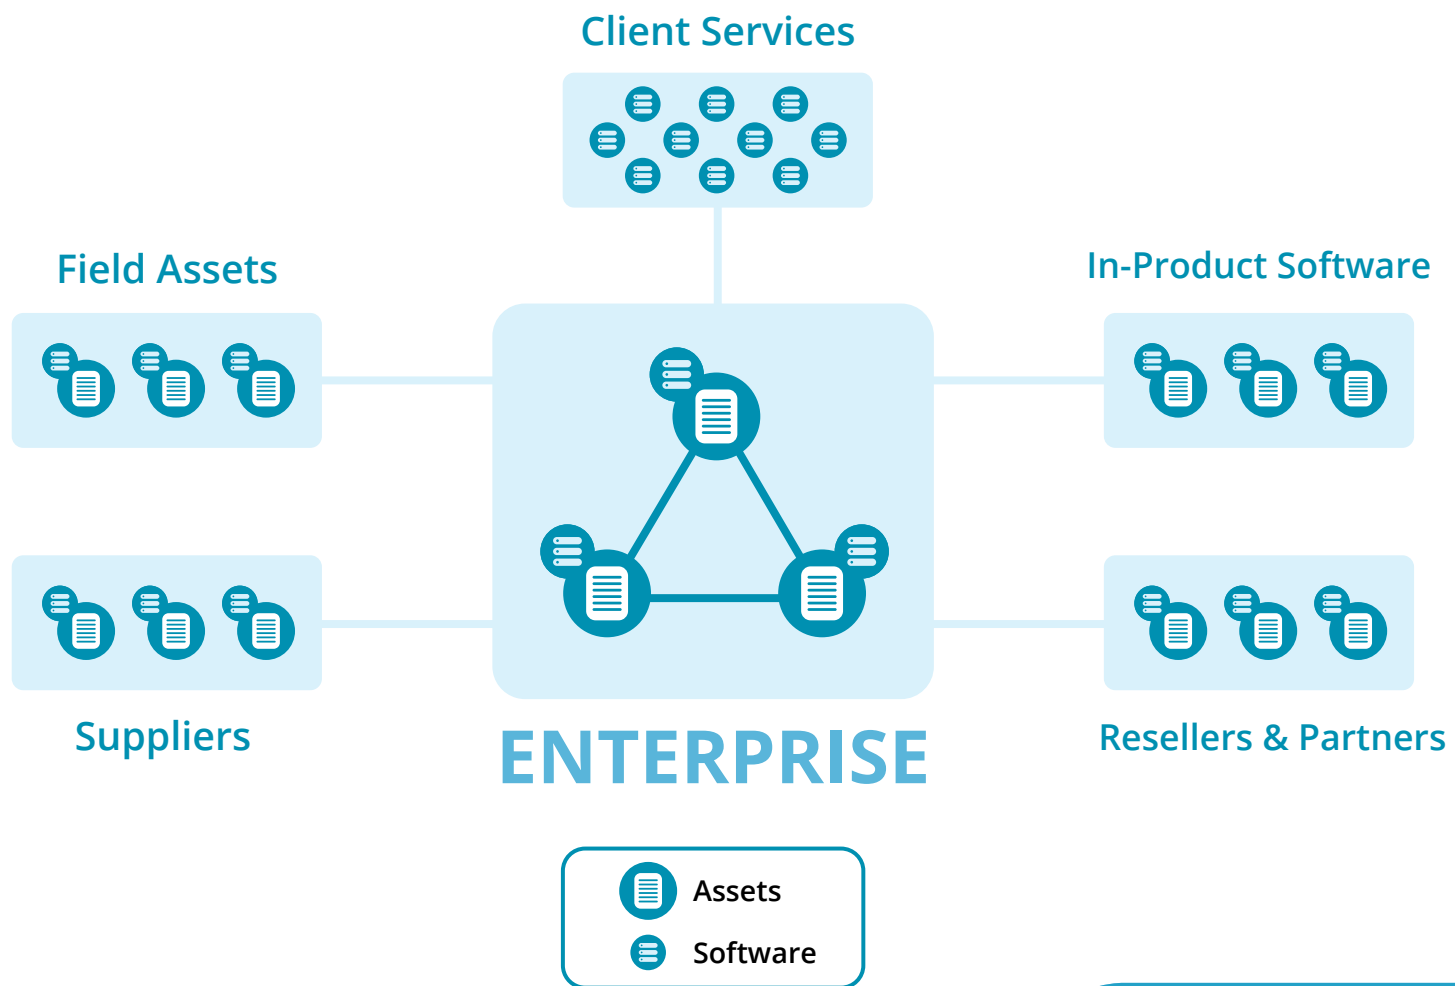 Client Services
Field Assets
In-Product Software
Suppliers
ENTERPRISE
Resellers & Partners
Assets
Software